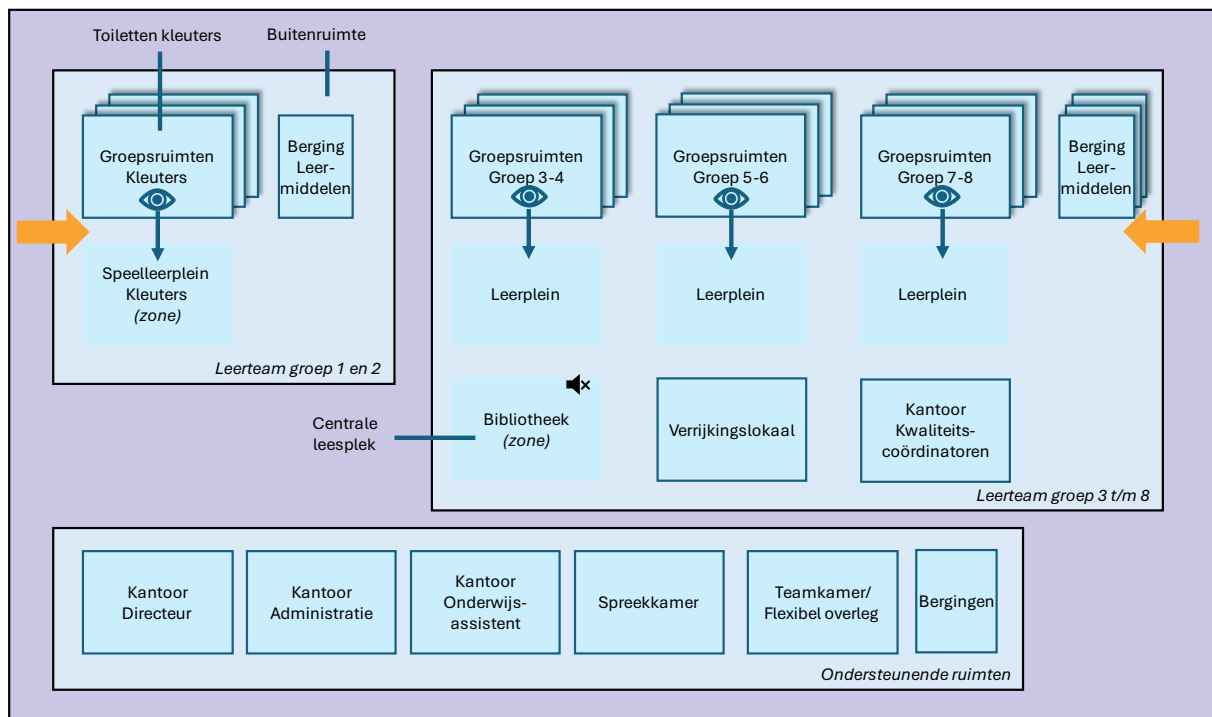 Toiletten kleuters
Buitenruimte
Groepsruimten
Kleuters
Berging
Leer-
middelen
Speelleerplein
Kleuters
(zone)
Leerteam groep 1 en 2
Groepsruimten
Groep 3-4
Groepsruimten
Groep 5-6
Groepsruimten
Groep 7-8
Berging
Leer-
middelen
Leerplein
Leerplein
Leerplein
Centrale
leesplek
Bibliotheek
(zone)
Verrijkingslokaal
Kantoor
Kwaliteits-
coördinatoren
Leerteam groep 3 t/m 8
Kantoor
Directeur
Kantoor
Administratie
Kantoor
Onderwijs-
assistent
Spreekkamer
Teamkamer/
Flexibel overleg
Bergingen
Ondersteunende ruimten